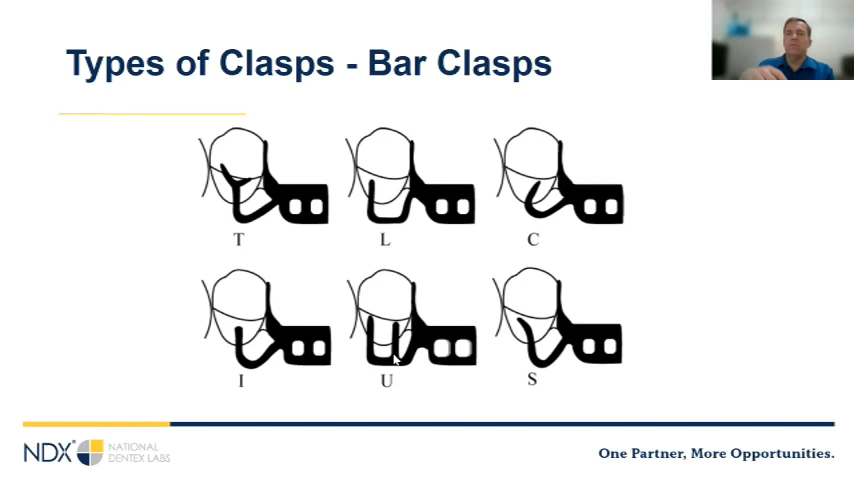 Types of Clasps - Bar Clasps
T L C
I U S
NDX NATIONAL
DENTEX LABS
One Partner, More Opportunities.